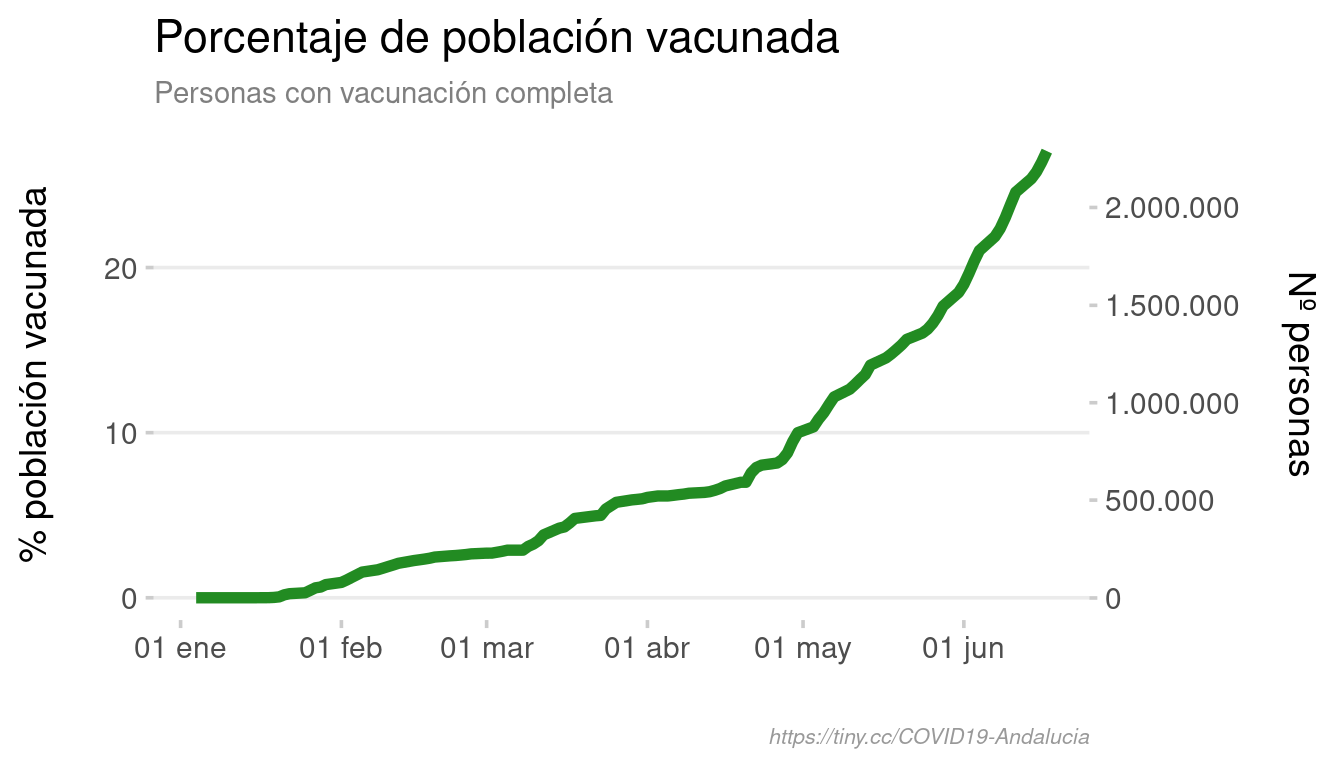 Porcentaje de población vacunada
Personas con vacunación completa
% población vacunada
20
10
0
2.000.000
1.500.000
1.000.000
500.000
0
Nº personas
01 ene
01 feb
01 mar
01 abr
01 may
01 jun
https://tiny.cc/COVID19-Andalucia